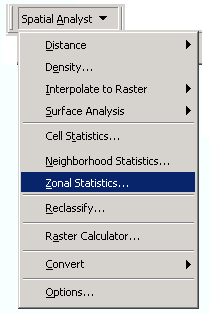 Spatial Analyst
Distance
Density...
Interpolate to Raster
Surface Analysis
Cell Statistics...
Neighborhood Statistics...
Zonal Statistics...
Reclassify...
Raster Calculator...
Convert
Options...